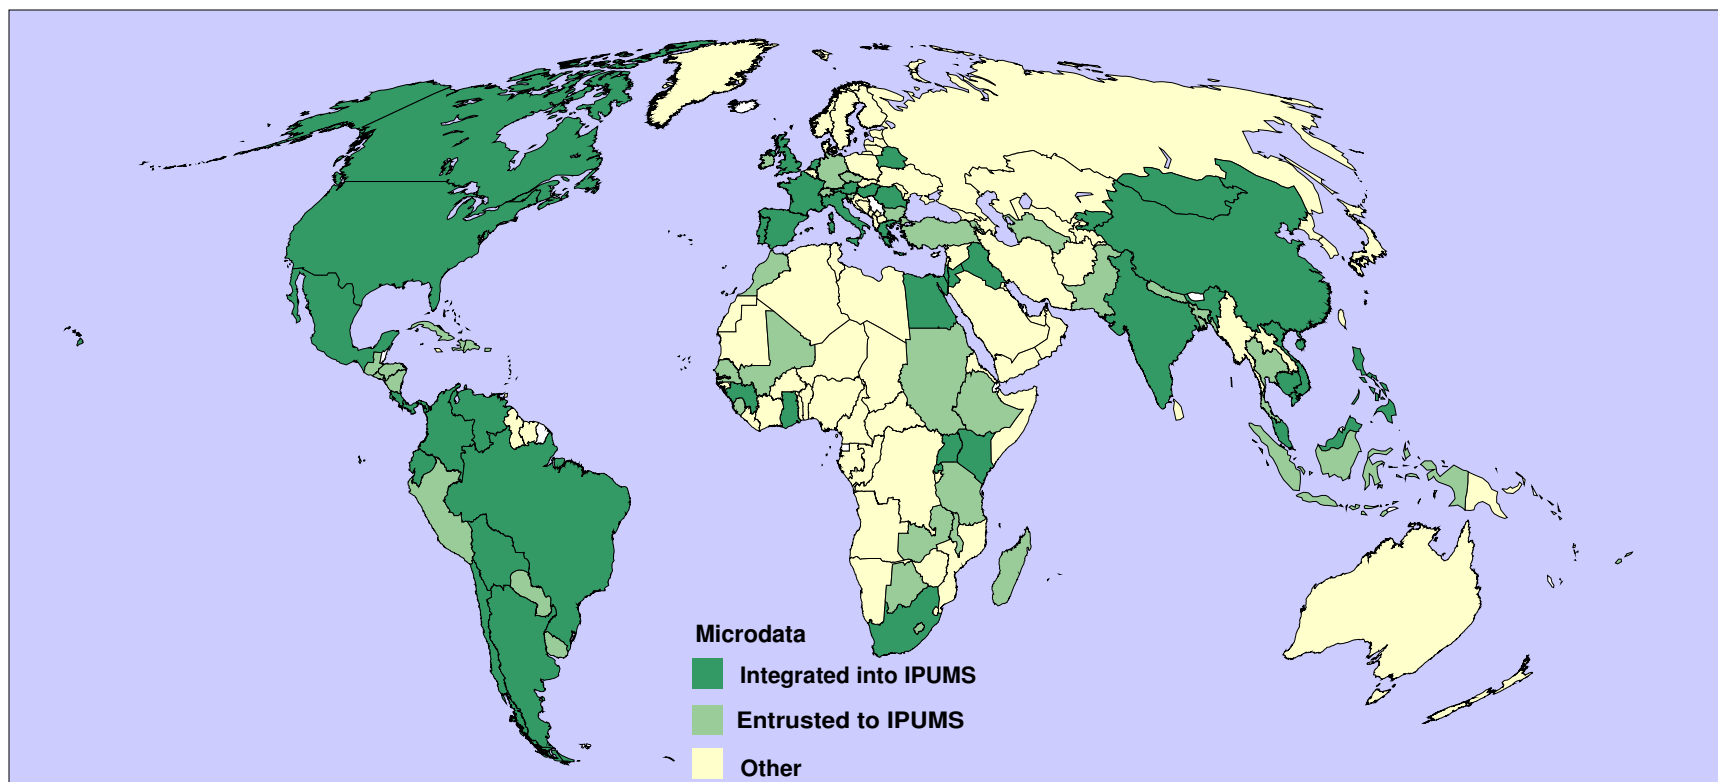 Microdata
Integrated into IPUMS
Entrusted to IPUMS
Other